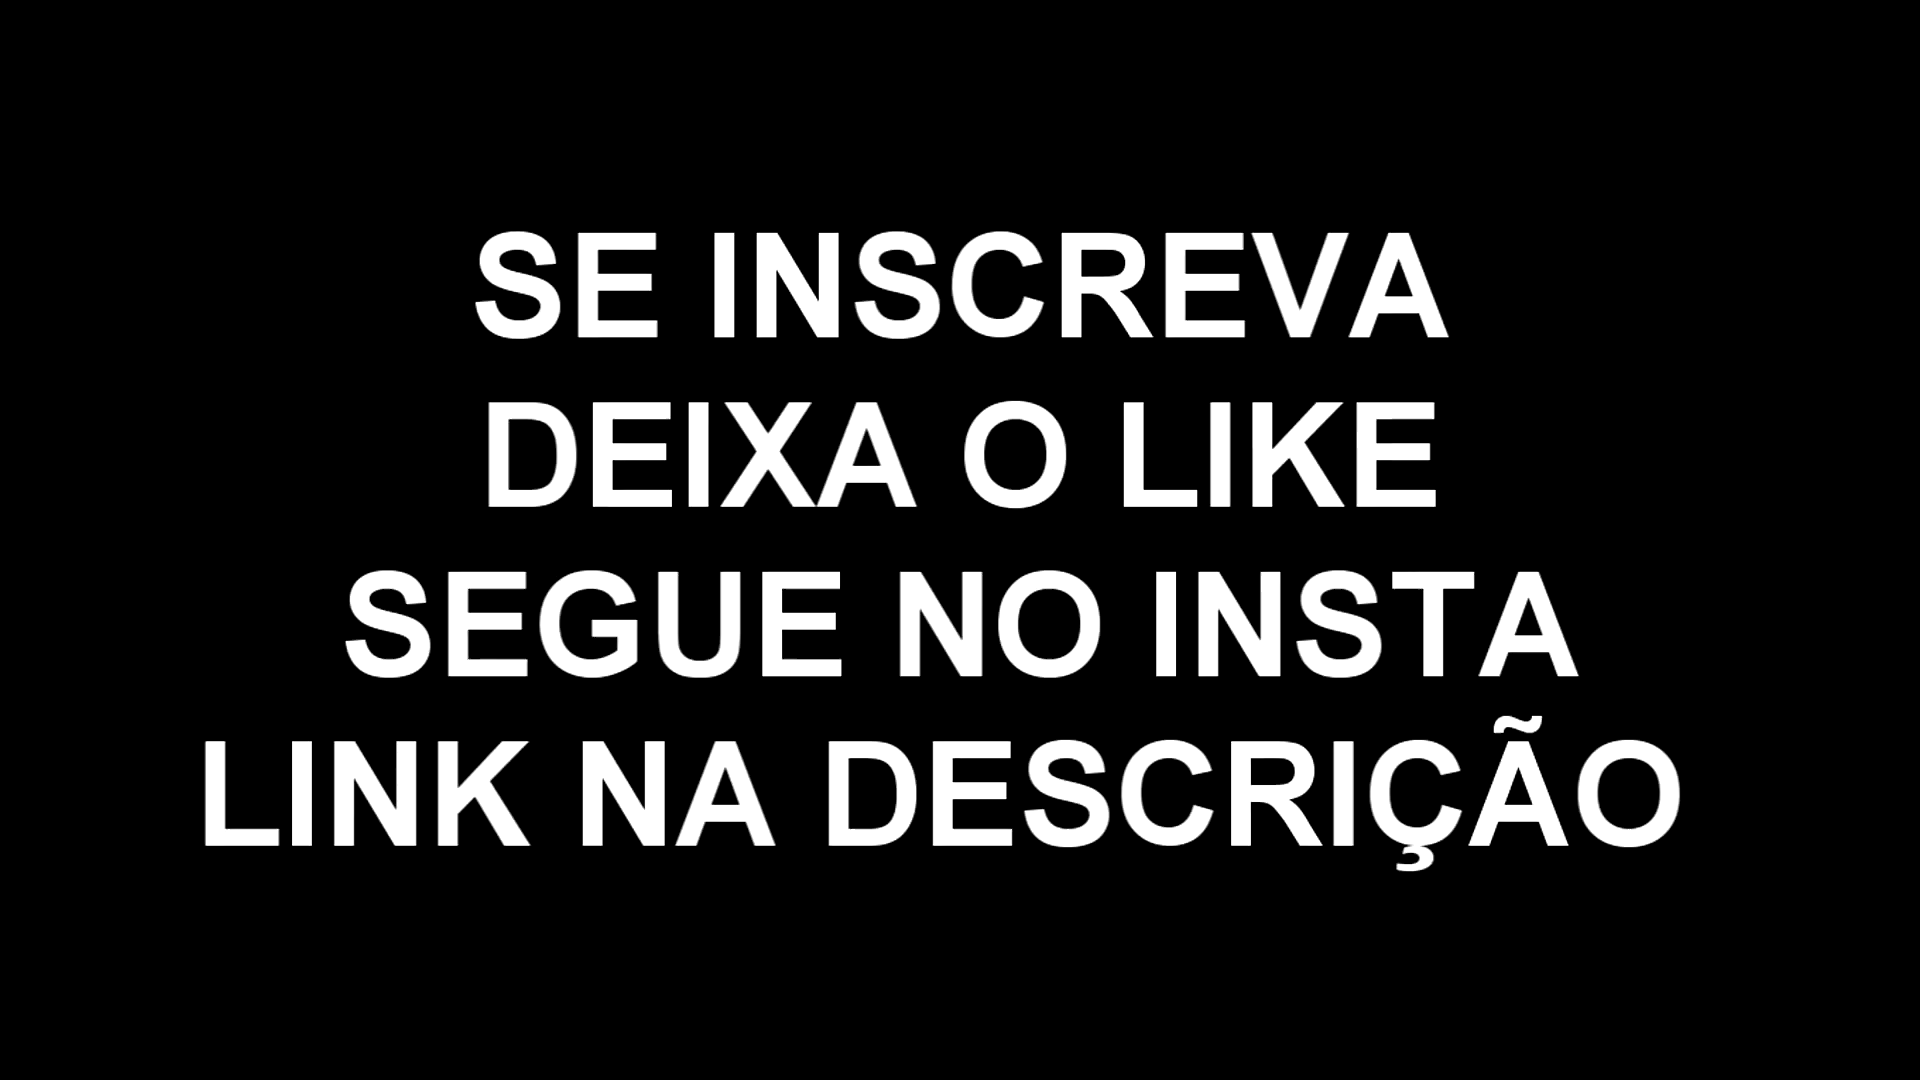 SE INSCREVA
DEIXA O LIKE
SEGUE NO INSTA
LINK NA DESCRIÇÃO